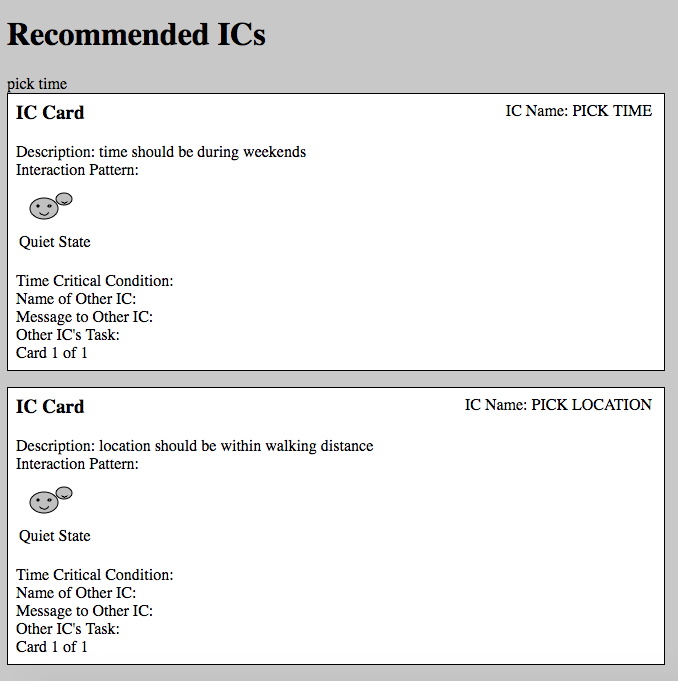 Recommended ICs
pick time
IC Card
IC Name: PICK TIME
Description: time should be during weekends
Interaction Pattern:
Quiet State
Time Critical Condition:
Name of Other IC:
Message to Other IC:
Other IC's Task:
Card 1 of 1
IC Card
IC Name: PICK LOCATION
Description: location should be within walking distance
Interaction Pattern:
Quiet State
Time Critical Condition:
Name of Other IC:
Message to Other IC:
Other IC's Task:
Card 1 of 1